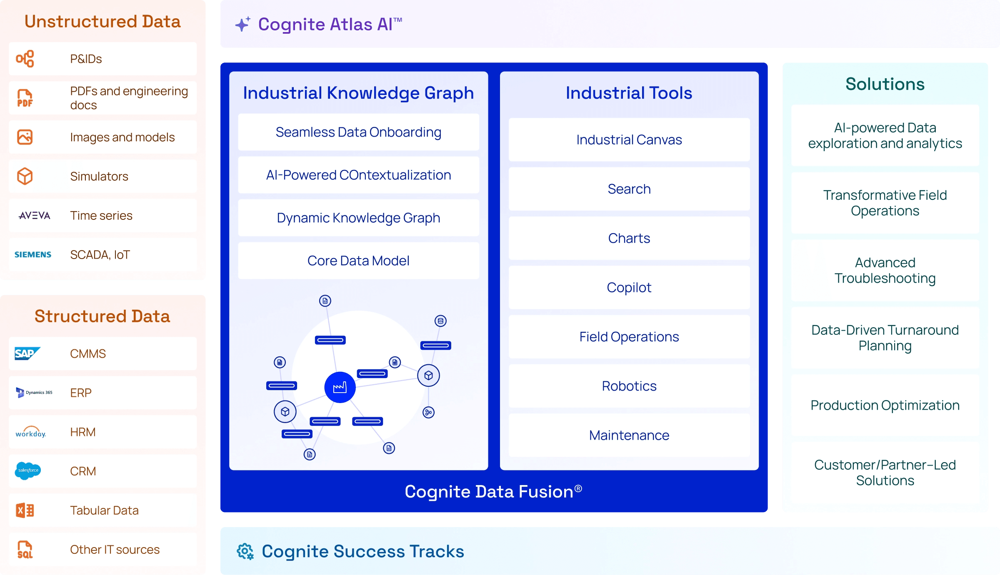 Unstructured Data
P&IDs
PDF
PDFs and engineering
docs
Images and models
Simulators
AVEVA
Time series
SIEMENS
SCADA, IoT
Structured Data
SAP
CMMS
Dynamics 365
ERP
workday.
HRM
salesforce
CRM
X
Tabular Data
SQL
Other IT sources
Cognite Atlas AI™
Industrial Knowledge Graph
Seamless Data Onboarding
AI-Powered COntextualization
Dynamic Knowledge Graph
Core Data Model
Industrial Tools
Industrial Canvas
Search
Charts
Copilot
Field Operations
Robotics
Maintenance
Cognite Data Fusion®
Solutions
AI-powered Data
exploration and analytics
Transformative Field
Operations
Advanced
Troubleshooting
Data-Driven Turnaround
Planning
Production Optimization
Customer/Partner–Led
Solutions
Cognite Success Tracks